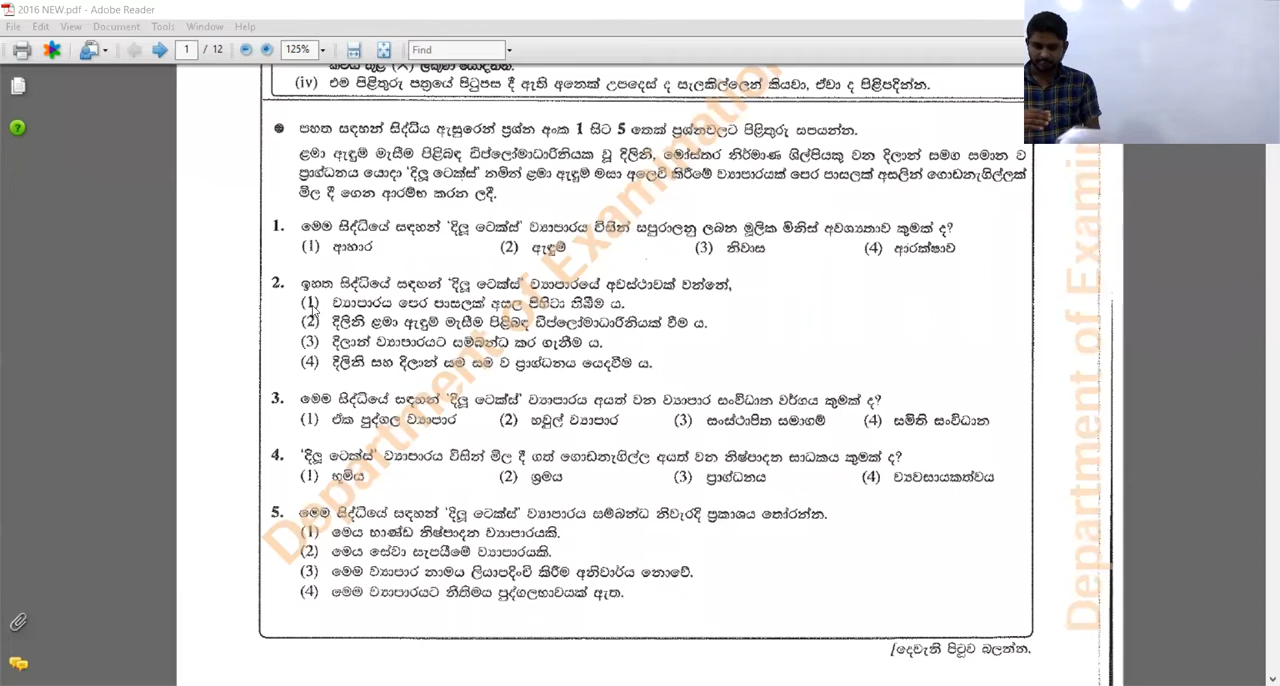 2016 NEW.pdf - Adobe Reader
File Edit View Document Tools Window Help
1 / 12 125% Find
(iv) එම පිළිතුරු පත්‍රයේ පිටුපස දී ඇති අනෙක් උපදෙස් ද සැලකිල්ලෙන් කියවා, ඒවා ද පිළිපදින්න.
● පහත සඳහන් සිද්ධිය ඇසුරෙන් ප්‍රශ්න අංක 1 සිට 5 තෙක් ප්‍රශ්නවලට පිළිතුරු සපයන්න.
ළමා ඇඳුම් මැසීම පිළිබඳ ඩිප්ලෝමාධාරිනියක වූ දිලිනි, මෝස්තර නිර්මාණ ශිල්පියකු වන දිලාන් සමග සමාන ව
ප්‍රාග්ධනය යොදා 'දිලූ ටෙක්ස්' නමින් ළමා ඇඳුම් මසා අලෙවි කිරීමේ ව්‍යාපාරයක් පෙර පාසලක් අසලින් ගොඩනැගිල්ලක්
මිල දී ගෙන ආරම්භ කරන ලදී.
1. මෙම සිද්ධියේ සඳහන් 'දිලූ ටෙක්ස්' ව්‍යාපාරය විසින් සපුරාලනු ලබන මූලික මිනිස් අවශ්‍යතාව කුමක් ද?
(1) ආහාර (2) ඇඳුම් (3) නිවාස (4) ආරක්ෂාව
2. ඉහත සිද්ධියේ සඳහන් 'දිලූ ටෙක්ස්' ව්‍යාපාරයේ අවස්ථාවක් වන්නේ,
(1) ව්‍යාපාරය පෙර පාසලක් අසල පිහිටා තිබීම ය.
(2) දිලිනි ළමා ඇඳුම් මැසීම පිළිබඳ ඩිප්ලෝමාධාරිනියක් වීම ය.
(3) දිලාන් ව්‍යාපාරයට සම්බන්ධ කර ගැනීම ය.
(4) දිලිනි සහ දිලාන් සම සම ව ප්‍රාග්ධනය යෙදවීම ය.
3. මෙම සිද්ධියේ සඳහන් 'දිලූ ටෙක්ස්' ව්‍යාපාරය අයත් වන ව්‍යාපාර සංවිධාන වර්ගය කුමක් ද?
(1) ඒක පුද්ගල ව්‍යාපාර (2) හවුල් ව්‍යාපාර (3) සංස්ථාපිත සමාගම් (4) සමිති සංවිධාන
4. 'දිලූ ටෙක්ස්' ව්‍යාපාරය විසින් මිල දී ගත් ගොඩනැගිල්ල අයත් වන නිෂ්පාදන සාධකය කුමක් ද?
(1) භූමිය (2) ශ්‍රමය (3) ප්‍රාග්ධනය (4) ව්‍යවසායකත්වය
5. මෙම සිද්ධියේ සඳහන් 'දිලූ ටෙක්ස්' ව්‍යාපාරය සම්බන්ධ නිවැරදි ප්‍රකාශය තෝරන්න.
(1) මෙය භාණ්ඩ නිෂ්පාදන ව්‍යාපාරයකි.
(2) මෙය සේවා සැපයීමේ ව්‍යාපාරයකි.
(3) මෙම ව්‍යාපාර නාමය ලියාපදිංචි කිරීම අනිවාර්ය නොවේ.
(4) මෙම ව්‍යාපාරයට නීතිමය පුද්ගලභාවයක් ඇත.
/දෙවැනි පිටුව බලන්න.
Department of Examination
Department of Exam